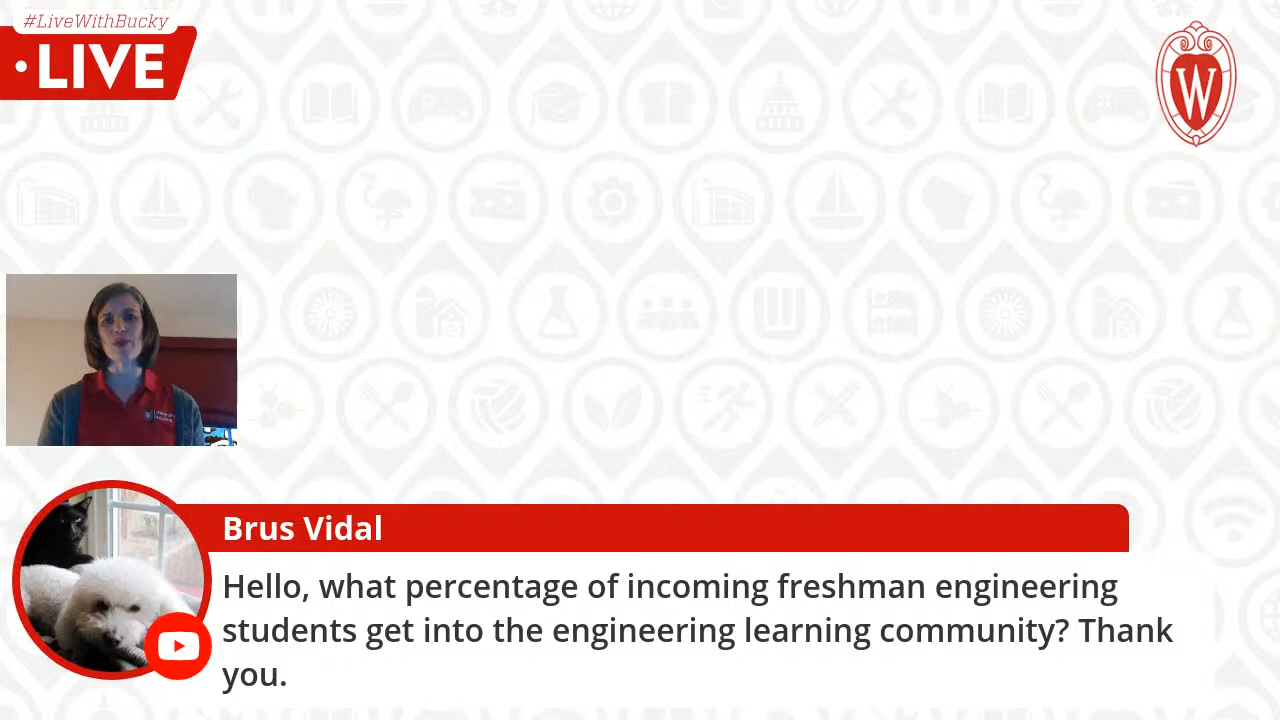 #LiveWithBucky
LIVE
W
Brus Vidal
Hello, what percentage of incoming freshman engineering
students get into the engineering learning community? Thank
you.